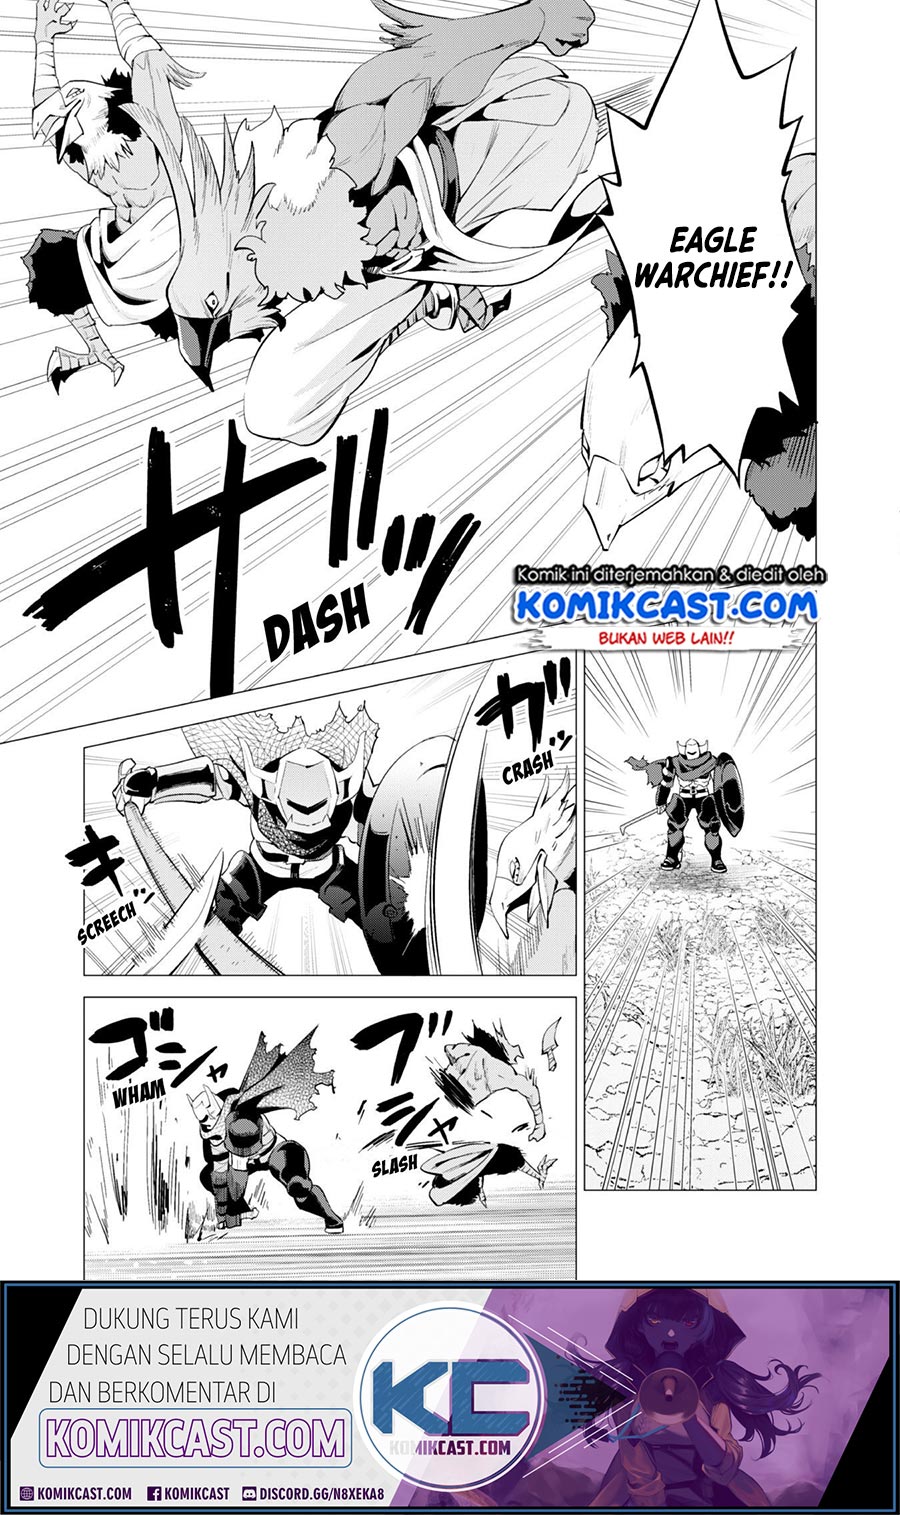 EAGLE
WARCHIEF!!
ザッ
DASH
Komik ini diterjemahkan & diedit oleh
KOMIKCAST.COM
BUKAN WEB LAIN!!
ガッ
CRASH
キッ
SCREECH
ゴシャ
WHAM
ブシャッ
SLASH
DUKUNG TERUS KAMI
DENGAN SELALU MEMBACA
DAN BERKOMENTAR DI
KOMIKCAST.COM
KC
KOMIKCAST.COM
KOMIKCAST.COM
KOMIKCAST
DISCORD.GG/N8XEKA8